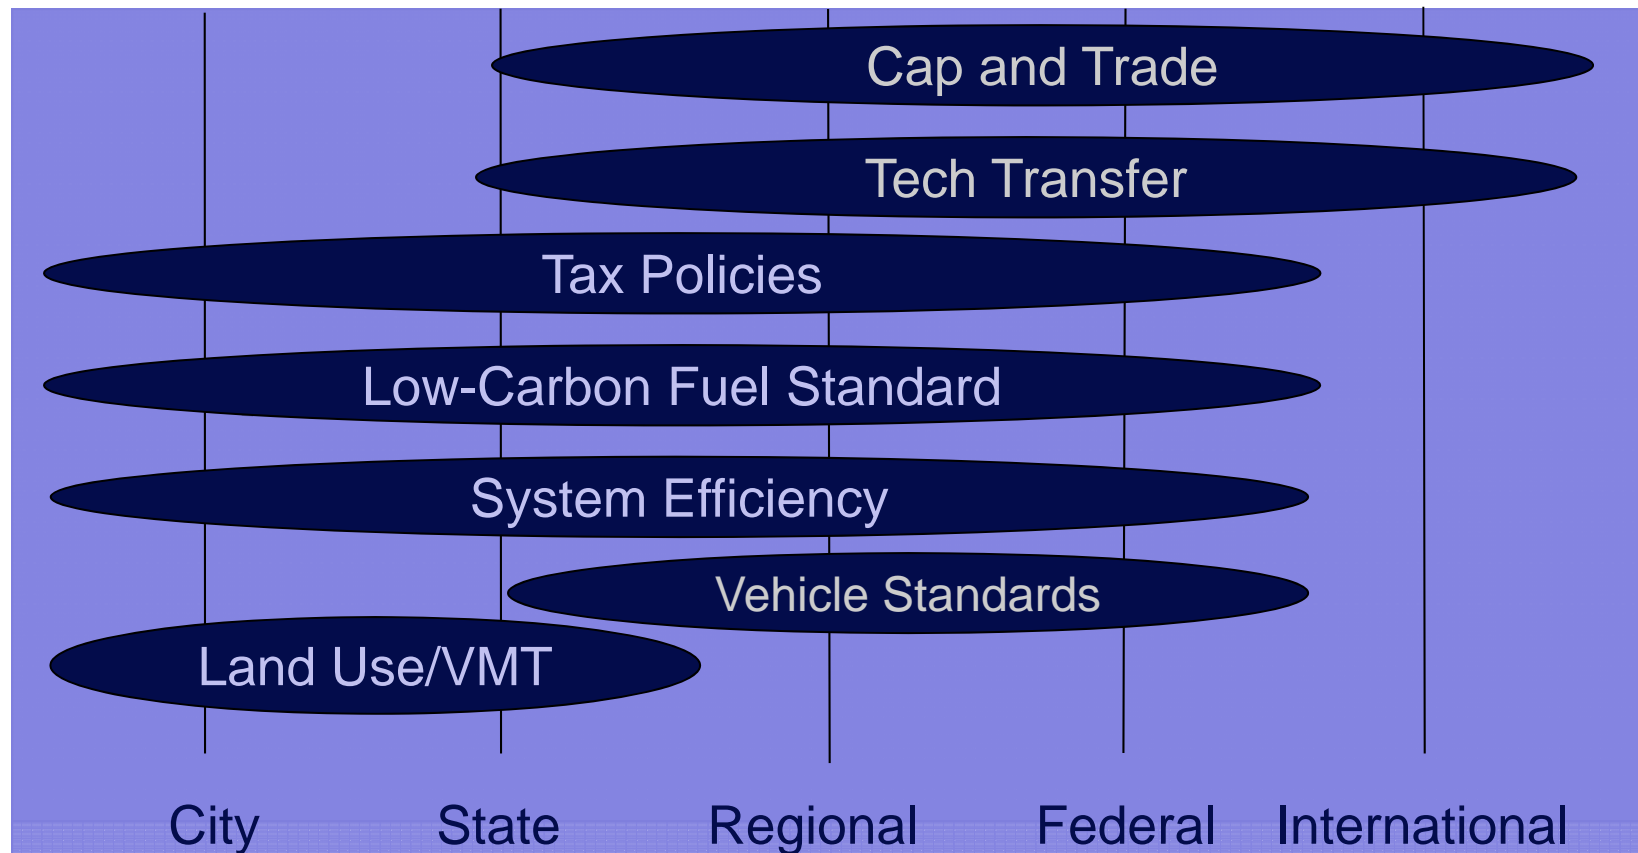 Cap and Trade
Tech Transfer
Tax Policies
Low-Carbon Fuel Standard
System Efficiency
Vehicle Standards
Land Use/VMT
City State Regional Federal International